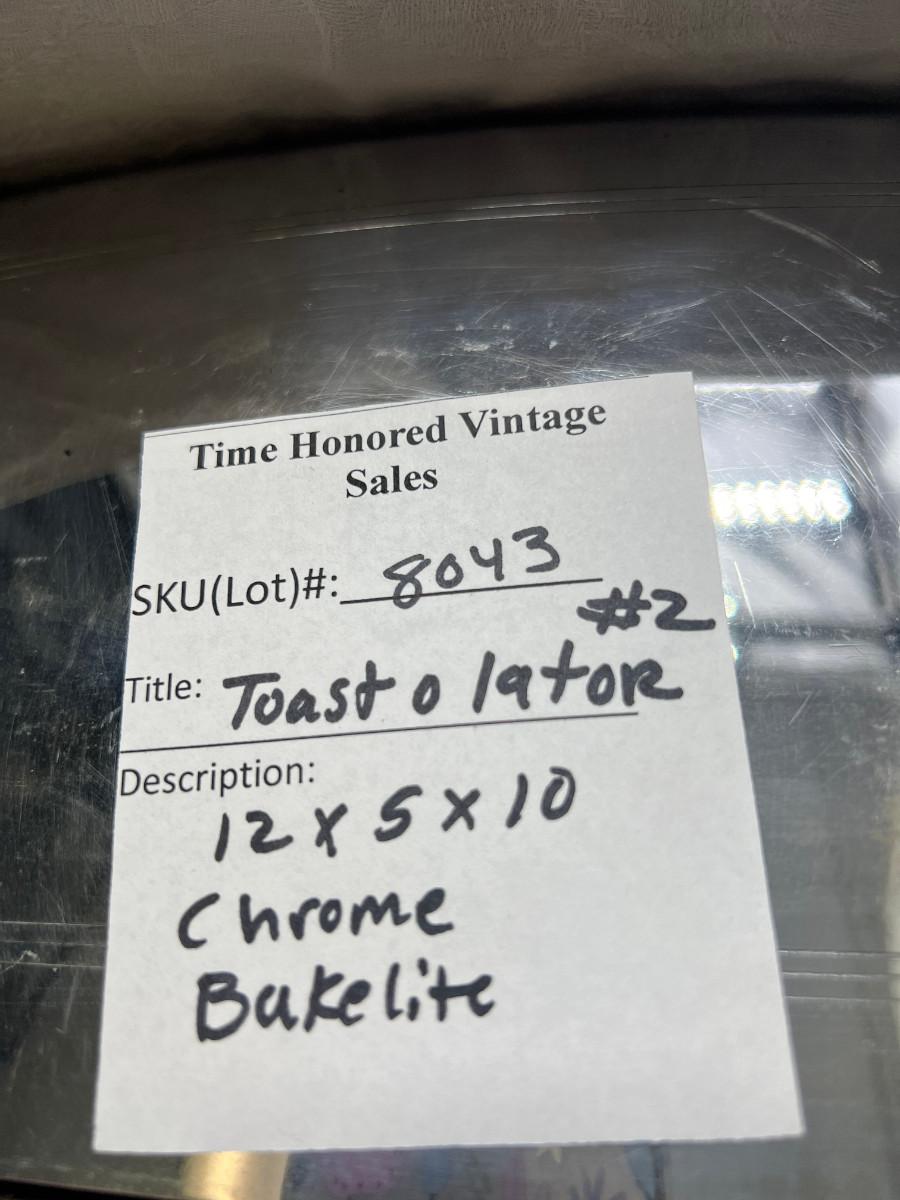 Time Honored Vintage
Sales
SKU(Lot)#: 8043
#2
Title: Toast o lator
Description:
12 x 5 x 10
Chrome
Bakelite